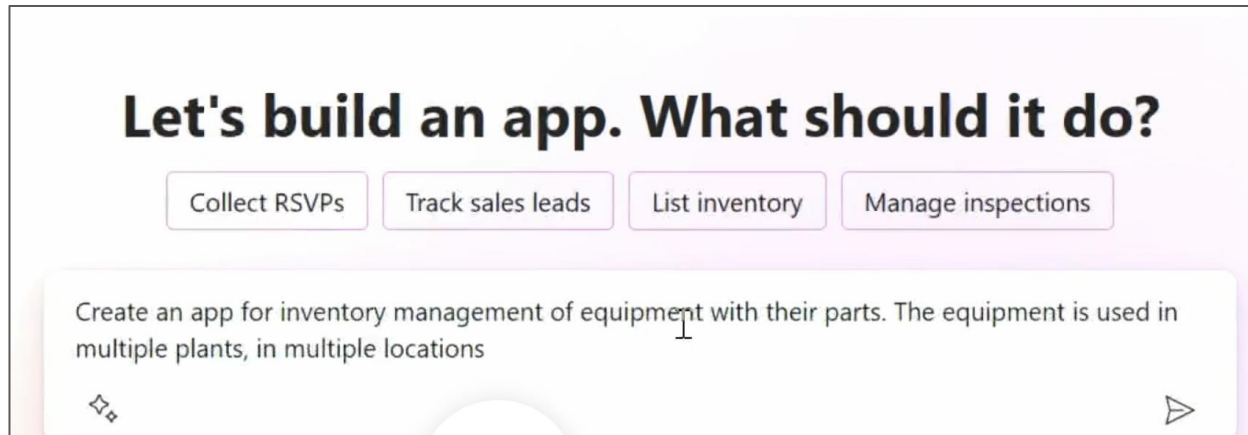 Let's build an app. What should it do?
Collect RSVPs Track sales leads List inventory Manage inspections
Create an app for inventory management of equipment with their parts. The equipment is used in
multiple plants, in multiple locations